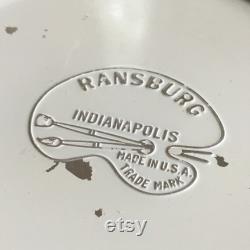 RANSBURG
INDIANAPOLIS
MADE IN U.S.A.
TRADE MARK
etsy